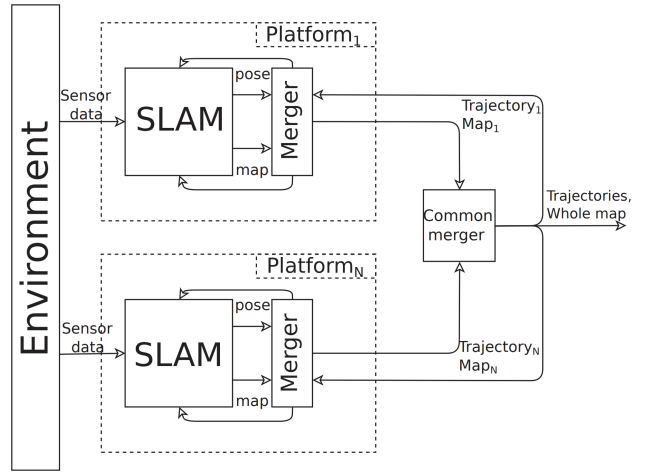 Environment
Platform1
Sensor
data
SLAM
pose
map
Merger
Trajectory1
Map1
Common
merger
Trajectories,
Whole map
PlatformN
Sensor
data
SLAM
pose
map
Merger
TrajectoryN
MapN